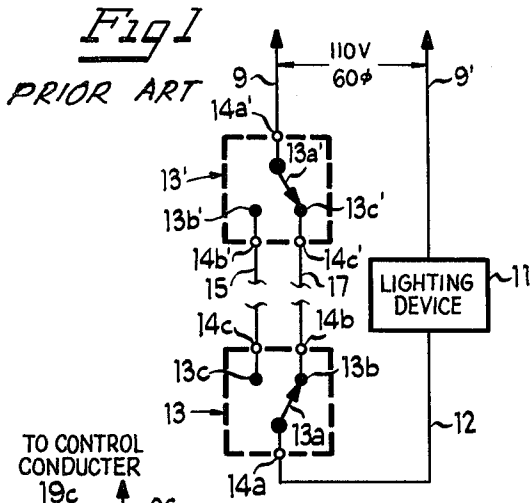 Fig 1
PRIOR ART
110V
60ϕ
9
9'
14a'
13a'
13'
13b'
13c'
14b'
14c'
15
17
LIGHTING
DEVICE
11
14c
14b
13c
13b
13
13a
12
14a
TO CONTROL
CONDUCTER
19c